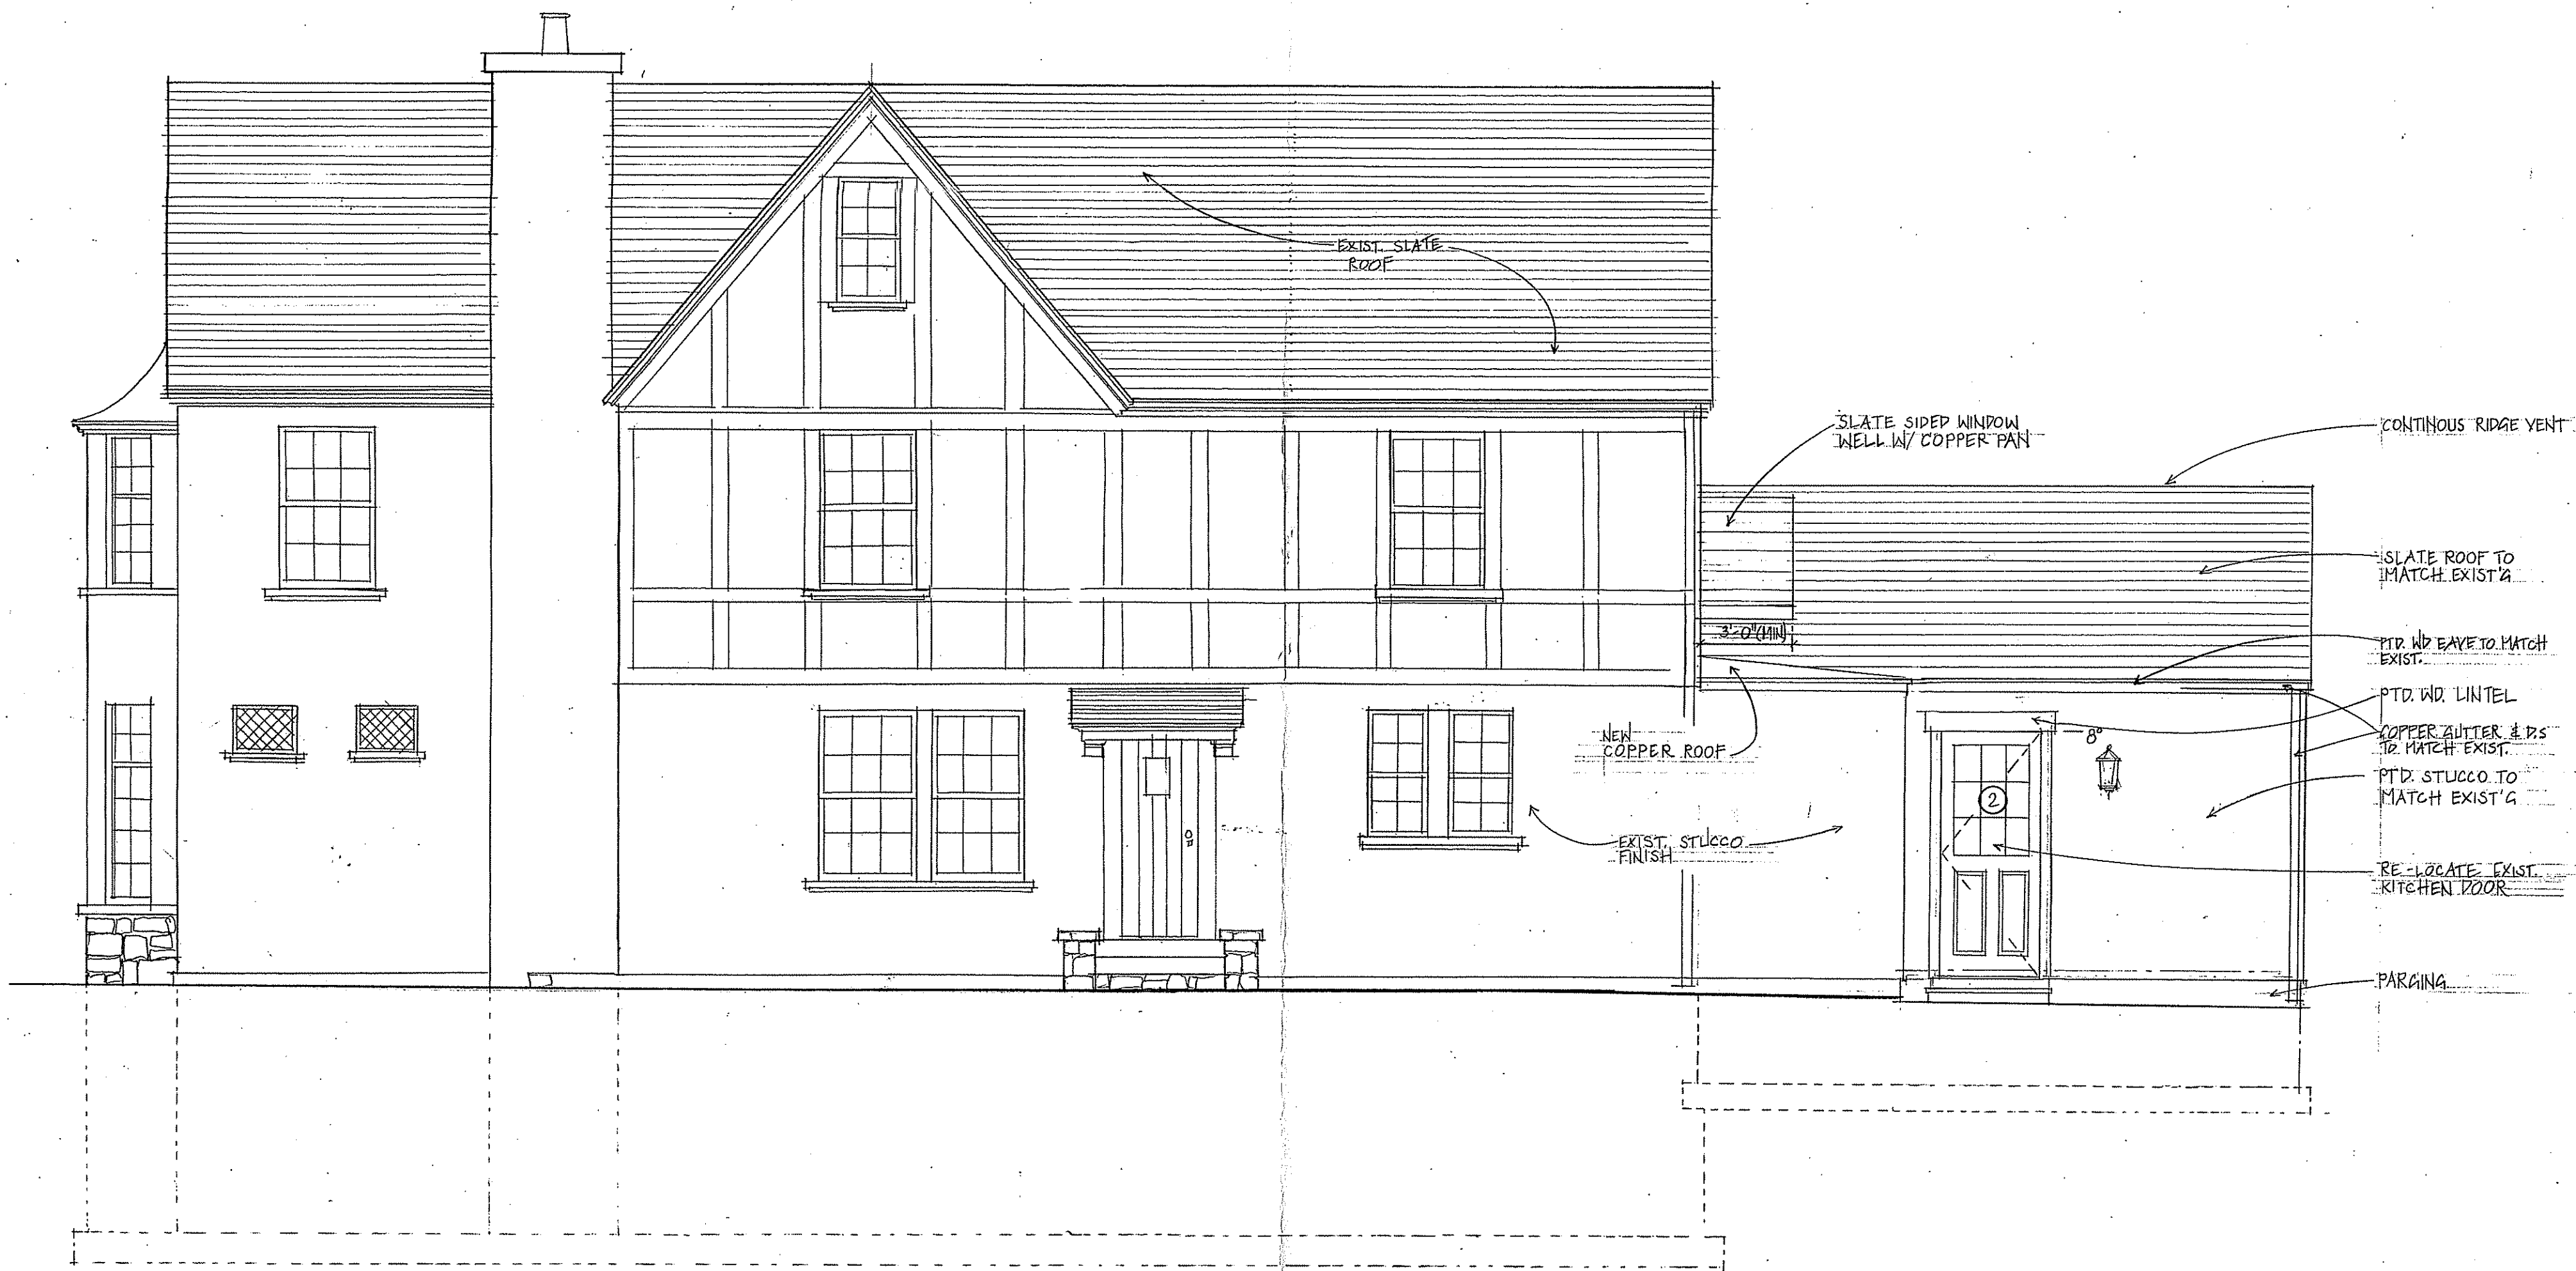 EXIST. SLATE
ROOF
SLATE SIDED WINDOW
WELL W/ COPPER PAN
CONTINOUS RIDGE VENT
SLATE ROOF TO
MATCH EXIST'G
3'-0" (MIN)
PTD. WD EAVE TO MATCH
EXIST.
PTD. WD. LINTEL
NEW
COPPER ROOF
8⁰
COPPER GUTTER & D.S
TO MATCH EXIST.
PTD. STUCCO TO
MATCH EXIST'G
2
EXIST. STUCCO
FINISH
RE-LOCATE EXIST.
KITCHEN DOOR
PARGING